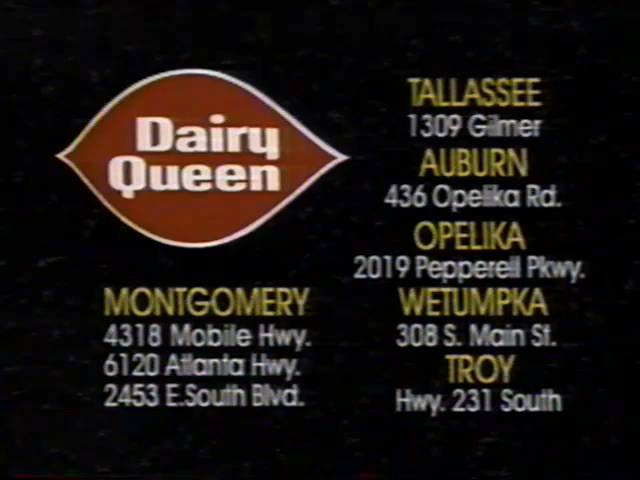 Dairy
Queen
MONTGOMERY
4318 Mobile Hwy.
6120 Atlanta Hwy.
2453 E.South Blvd.
TALLASSEE
1309 Gilmer
AUBURN
436 Opelika Rd.
OPELIKA
2019 Pepperell Pkwy.
WETUMPKA
308 S. Main St.
TROY
Hwy. 231 South